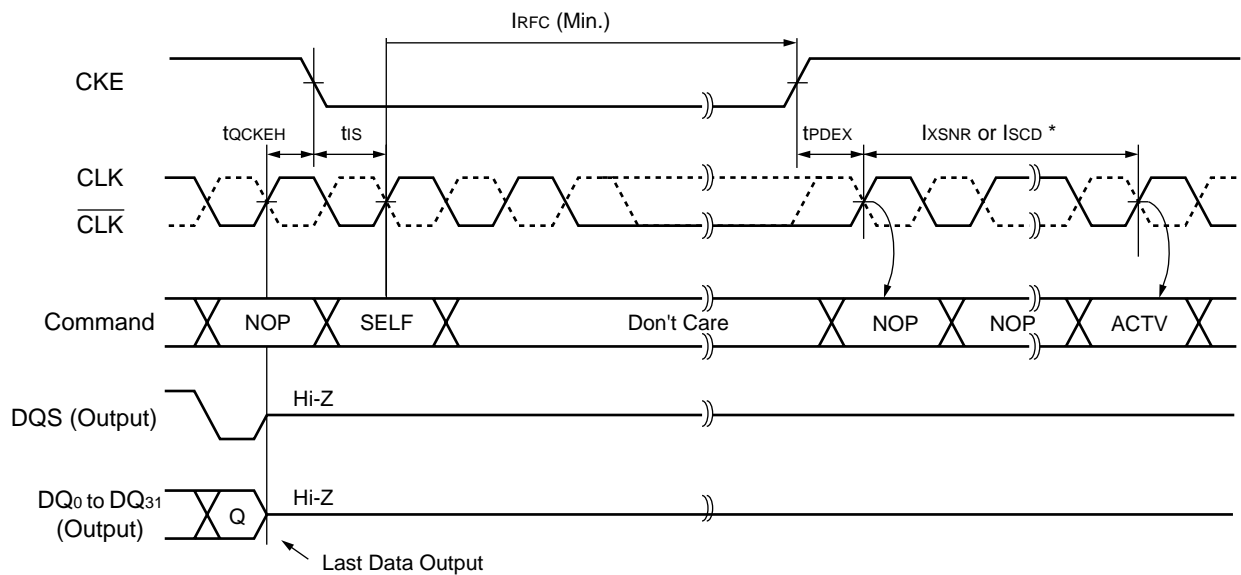 IRFC (Min.)
CKE
tQCKEH
tIS
tPDEX
IXSNR or ISCD *
CLK
CLK
Command
NOP
SELF
Don't Care
NOP
NOP
ACTV
DQS (Output)
Hi-Z
DQ0 to DQ31
(Output)
Q
Hi-Z
Last Data Output